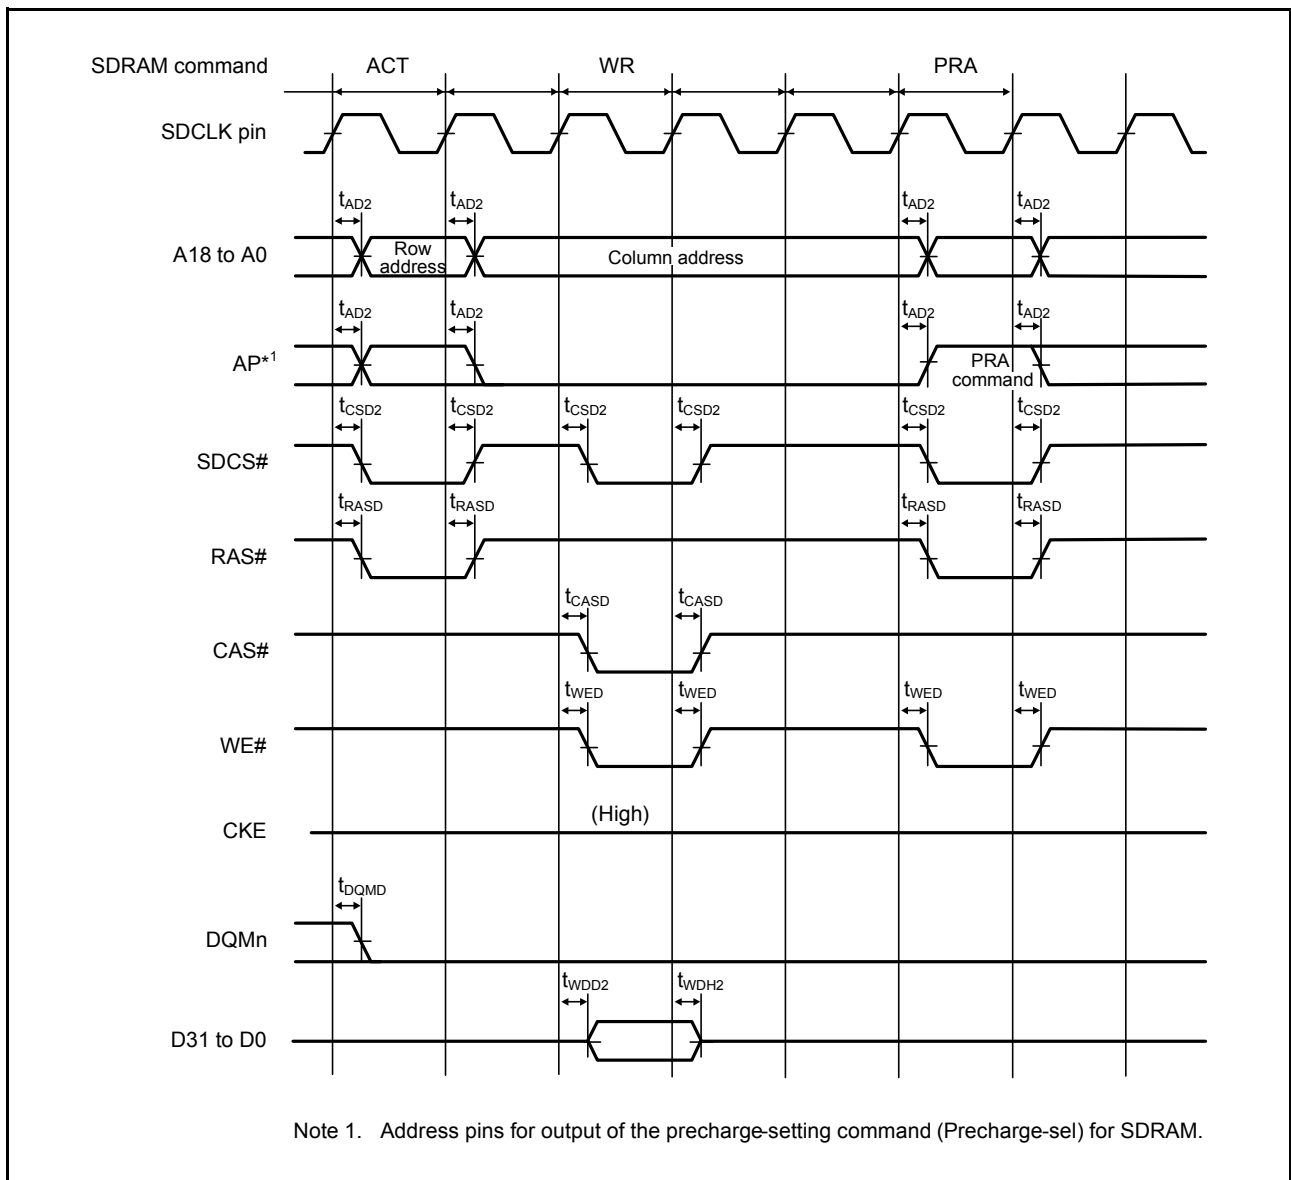 SDRAM command ACT WR PRA
SDCLK pin
tAD2 tAD2 tAD2 tAD2
A18 to A0 Row address Column address
tAD2 tAD2 tAD2 tAD2
AP*1 PRA command
tCSD2 tCSD2 tCSD2 tCSD2 tCSD2 tCSD2
SDCS#
tRASD tRASD tRASD tRASD
RAS#
tCASD tCASD
CAS#
tWED tWED tWED tWED
WE#
(High)
CKE
tDQMD
DQMn
tWDD2 tWDH2
D31 to D0
Note 1. Address pins for output of the precharge-setting command (Precharge-sel) for SDRAM.